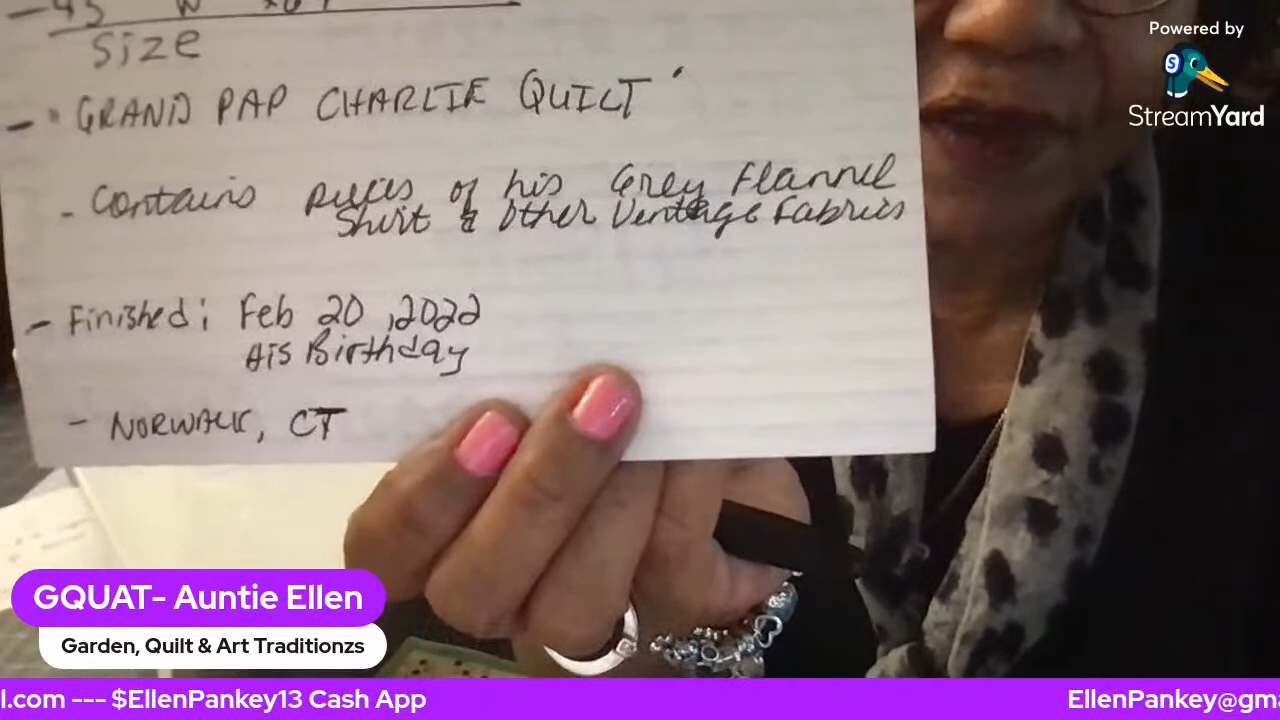 Size
- "GRAND PAP CHARLIE QUILT"
- Contains pieces of his Grey Flannel
Shirt & other Ventage Fabrics
- Finished: Feb 20, 2022
His Birthday
- NORWALK, CT
Powered by
StreamYard
GQUAT- Auntie Ellen
Garden, Quilt & Art Traditionzs
l.com --- $EllenPankey13 Cash App
EllenPankey@gma